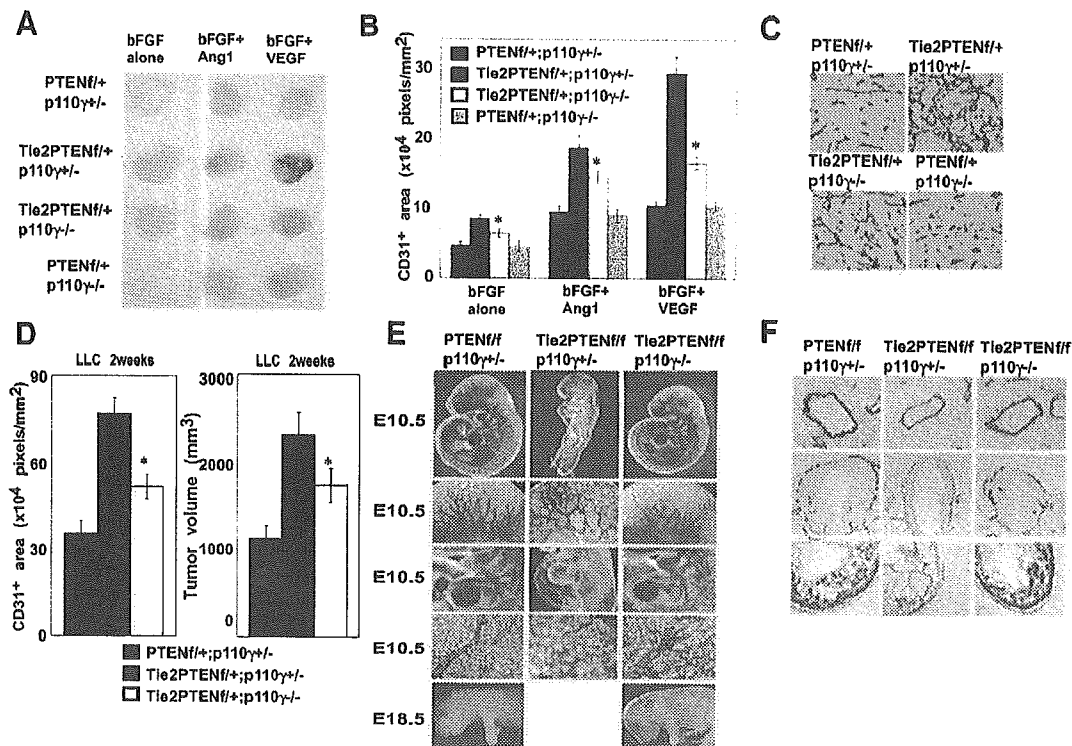 A
bFGF alone
bFGF+ Ang1
bFGF+ VEGF
PTENf/+ p110γ+/-
Tie2PTENf/+ p110γ+/-
Tie2PTENf/+ p110γ-/-
PTENf/+ p110γ-/-
B
CD31+ area (x10⁴ pixels/mm2)
30
20
10
0
PTENf/+;p110γ+/-
Tie2PTENf/+;p110γ+/-
Tie2PTENf/+;p110γ-/-
PTENf/+;p110γ-/-
*
*
*
bFGF alone
bFGF+ Ang1
bFGF+ VEGF
C
PTENf/+ p110γ+/-
Tie2PTENf/+ p110γ+/-
Tie2PTENf/+ p110γ-/-
PTENf/+ p110γ-/-
D
LLC 2weeks
CD31+ area (x10⁴ pixels/mm2)
90
60
30
0
*
LLC 2weeks
Tumor volume (mm³)
3000
2000
1000
0
*
PTENf/+;p110γ+/-
Tie2PTENf/+;p110γ+/-
Tie2PTENf/+;p110γ-/-
E
PTENf/f p110γ+/-
Tie2PTENf/f p110γ+/-
Tie2PTENf/f p110γ-/-
E10.5
E10.5
E10.5
E10.5
E18.5
F
PTENf/f p110γ+/-
Tie2PTENf/f p110γ+/-
Tie2PTENf/f p110γ-/-